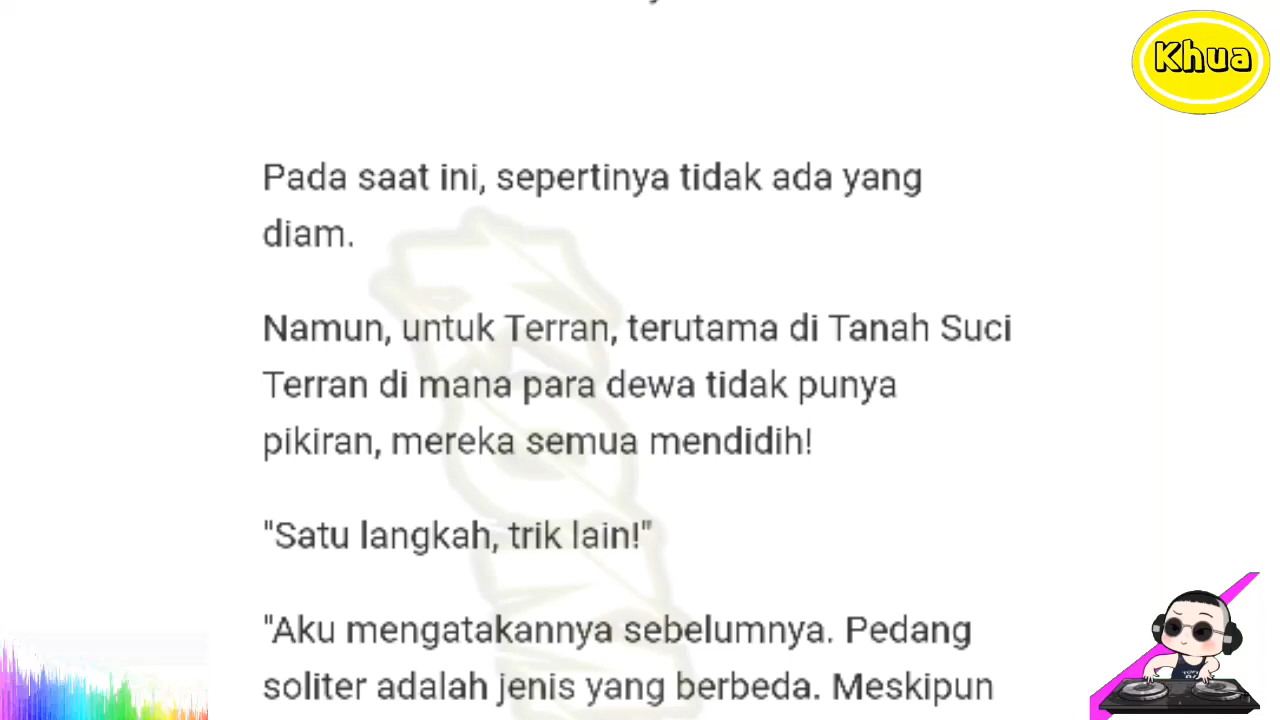 Khua
Pada saat ini, sepertinya tidak ada yang
diam.
Namun, untuk Terran, terutama di Tanah Suci
Terran di mana para dewa tidak punya
pikiran, mereka semua mendidih!
"Satu langkah, trik lain!"
"Aku mengatakannya sebelumnya. Pedang
soliter adalah jenis yang berbeda. Meskipun